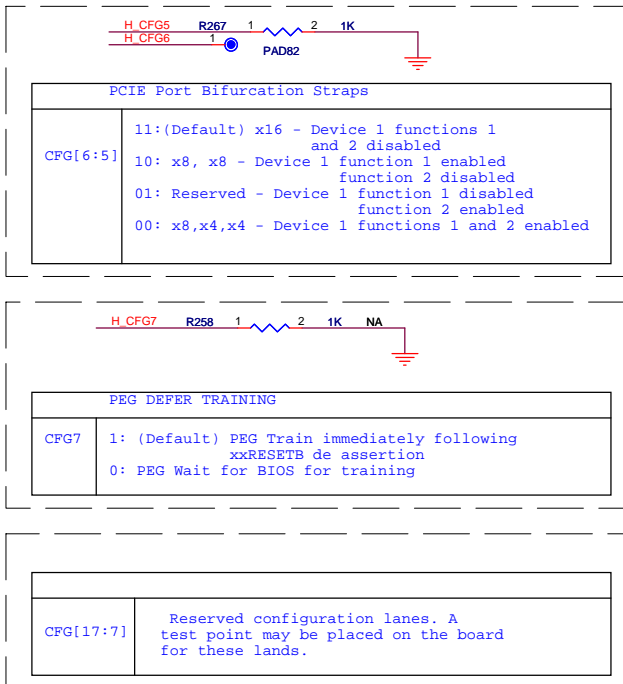 H_CFG5 R267 1 2 1K
H_CFG6 1
PAD82
PCIE Port Bifurcation Straps
CFG[6:5]
11:(Default) x16 - Device 1 functions 1
and 2 disabled
10: x8, x8 - Device 1 function 1 enabled
function 2 disabled
01: Reserved - Device 1 function 1 disabled
function 2 enabled
00: x8,x4,x4 - Device 1 functions 1 and 2 enabled
H_CFG7 R258 1 2 1K NA
PEG DEFER TRAINING
CFG7
1: (Default) PEG Train immediately following
xxRESETB de assertion
0: PEG Wait for BIOS for training
CFG[17:7]
Reserved configuration lanes. A
test point may be placed on the board
for these lands.